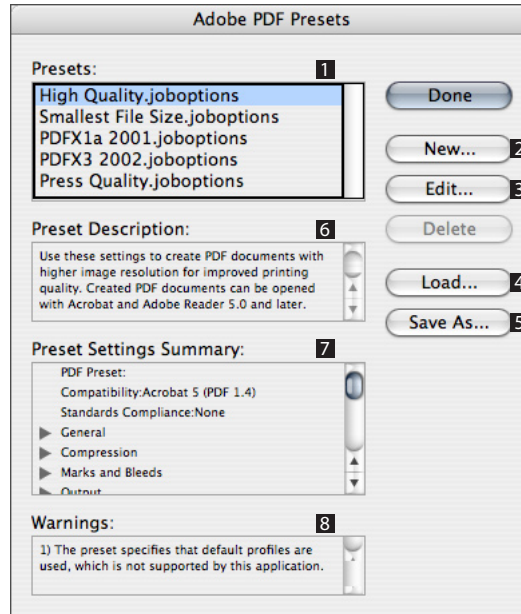 Adobe PDF Presets
Presets: 1
High Quality.joboptions
Smallest File Size.joboptions
PDFX1a 2001.joboptions
PDFX3 2002.joboptions
Press Quality.joboptions
Done
New... 2
Edit... 3
Delete
Load... 4
Save As... 5
Preset Description: 6
Use these settings to create PDF documents with
higher image resolution for improved printing
quality. Created PDF documents can be opened
with Acrobat and Adobe Reader 5.0 and later.
Preset Settings Summary: 7
PDF Preset:
Compatibility:Acrobat 5 (PDF 1.4)
Standards Compliance:None
General
Compression
Marks and Bleeds
Output
Warnings: 8
1) The preset specifies that default profiles are
used, which is not supported by this application.